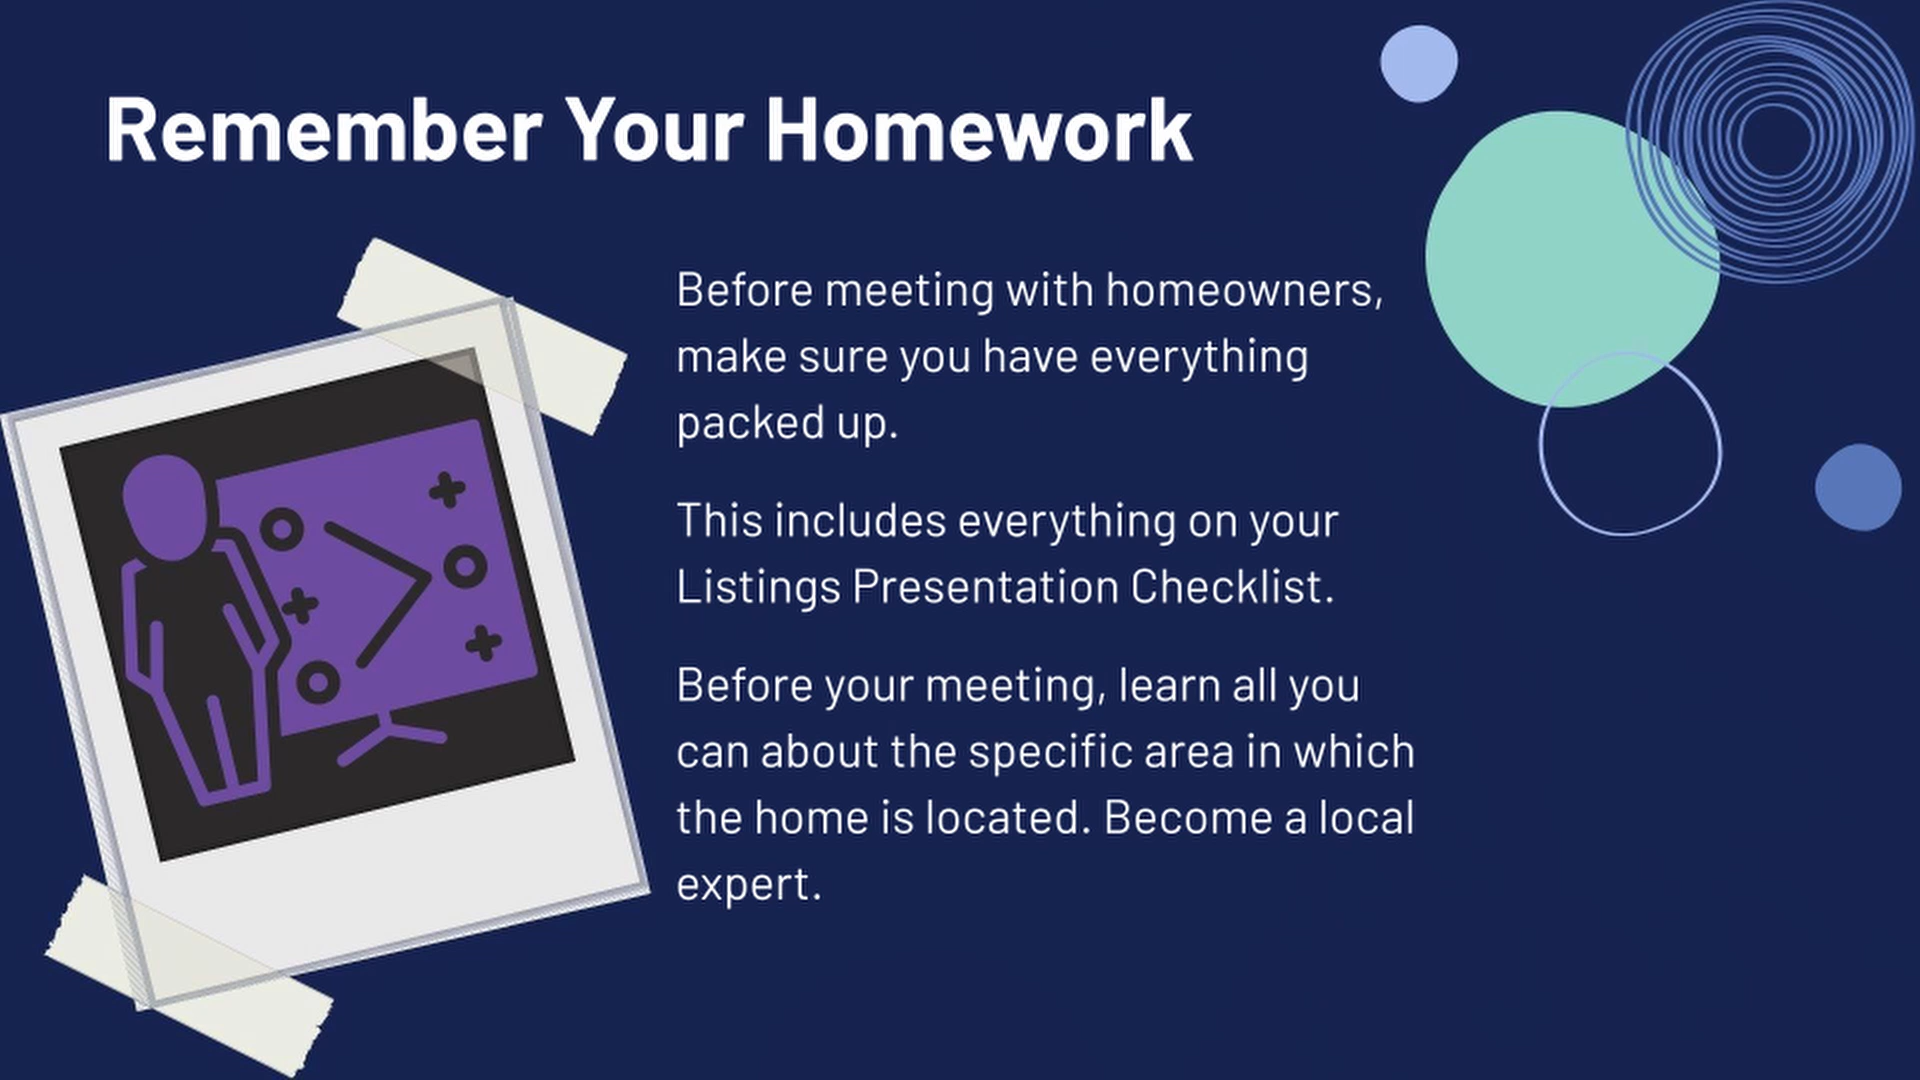 Remember Your Homework
Before meeting with homeowners,
make sure you have everything
packed up.
This includes everything on your
Listings Presentation Checklist.
Before your meeting, learn all you
can about the specific area in which
the home is located. Become a local
expert.